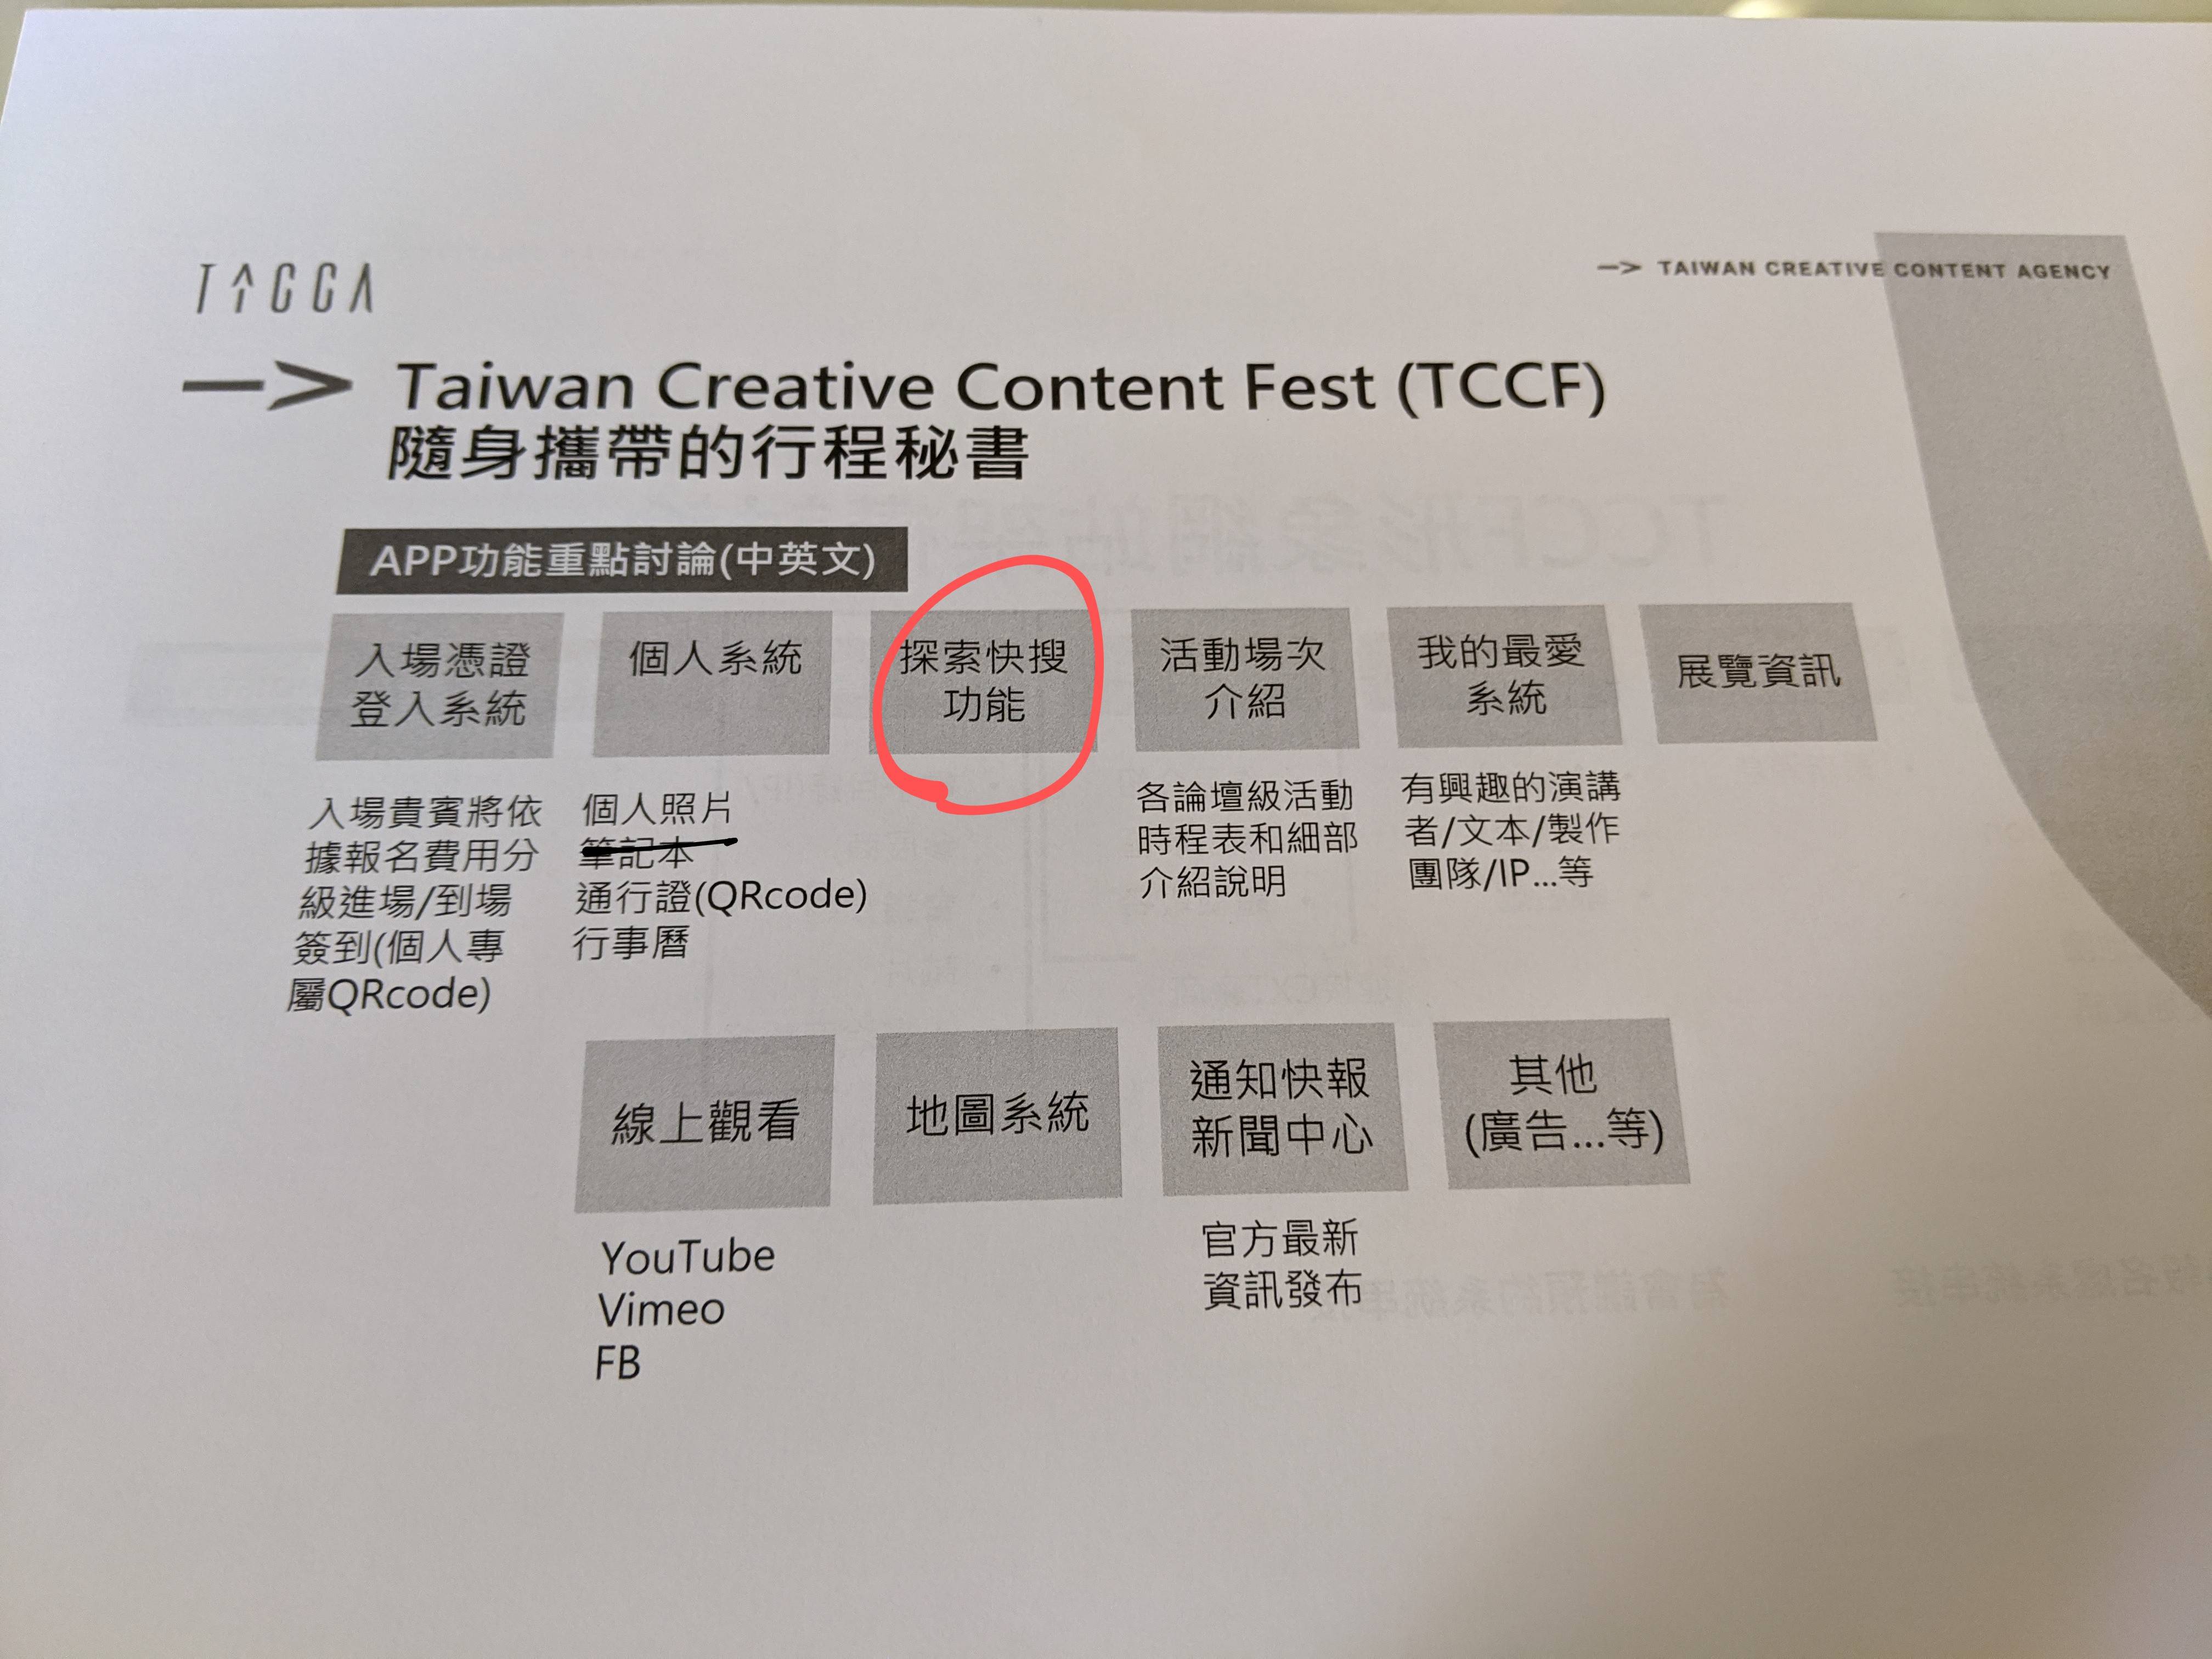 TAICCA
—> TAIWAN CREATIVE CONTENT AGENCY
—> Taiwan Creative Content Fest (TCCF)
隨身攜帶的行程秘書
APP功能重點討論(中英文)
入場憑證
登入系統
入場貴賓將依
據報名費用分
級進場/到場
簽到(個人專
屬QRcode)
個人系統
個人照片
筆記本
通行證(QRcode)
行事曆
探索快搜
功能
活動場次
介紹
各論壇級活動
時程表和細部
介紹說明
我的最愛
系統
有興趣的演講
者/文本/製作
團隊/IP...等
展覽資訊
線上觀看
YouTube
Vimeo
FB
地圖系統
通知快報
新聞中心
官方最新
資訊發布
其他
(廣告...等)